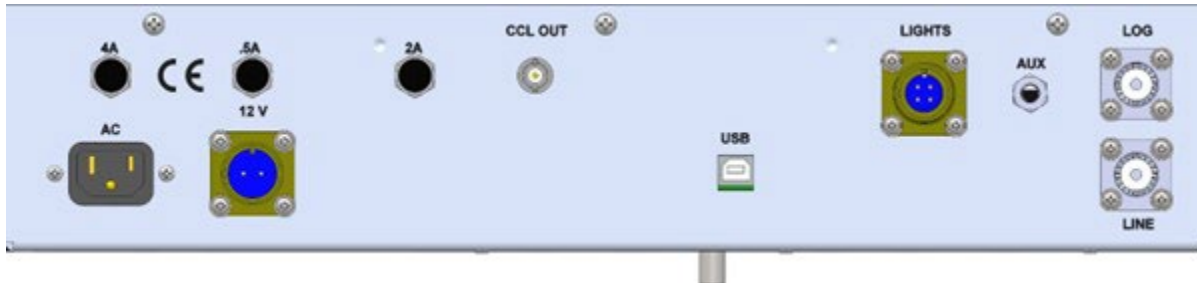 CCL OUT
LIGHTS
LOG
4A
CE
.5A
2A
AUX
12 V
AC
USB
LINE